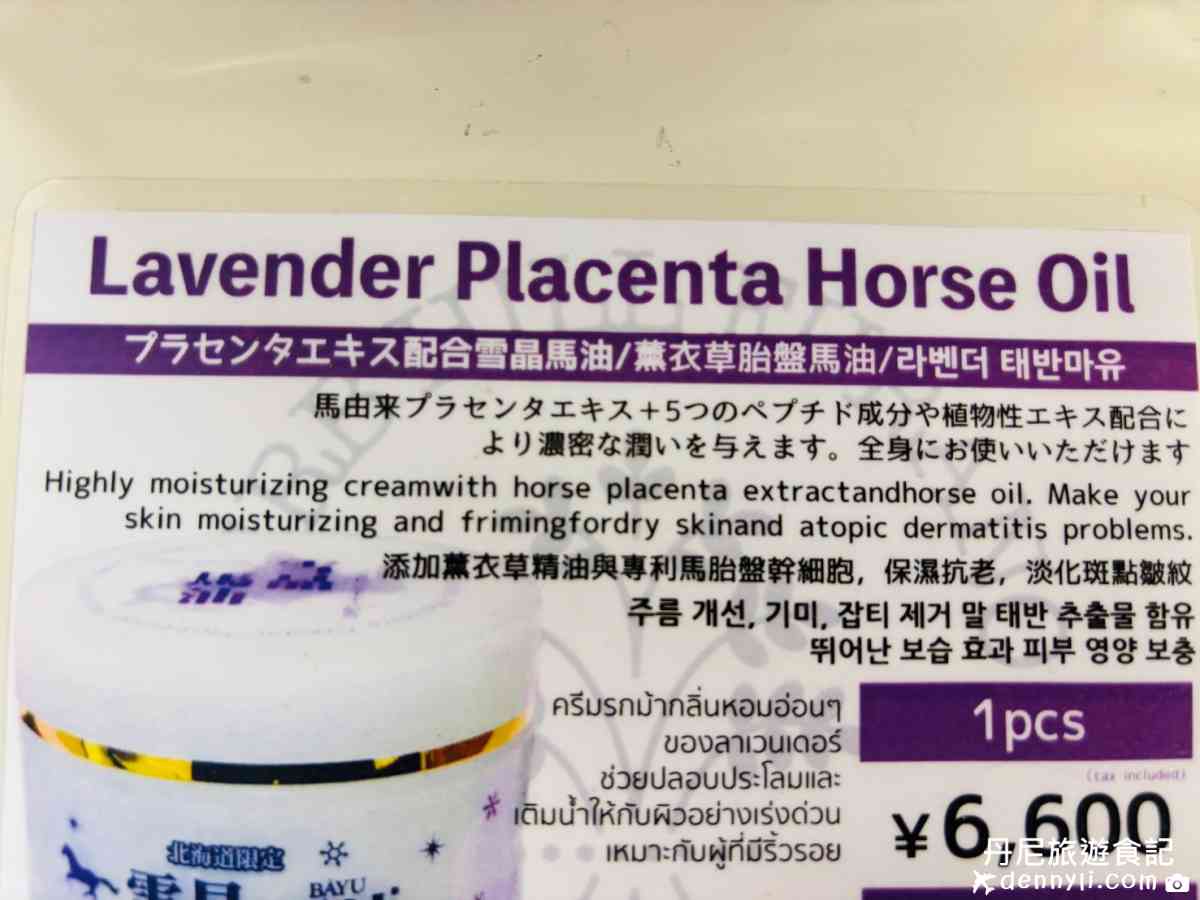 Lavender Placenta Horse Oil
プラセンタエキス配合雪晶馬油/薰衣草胎盤馬油/라벤더 태반마유
馬由来プラセンタエキス+5つのペプチド成分や植物性エキス配合に
より濃密な潤いを与えます。全身にお使いいただけます
Highly moisturizing creamwith horse placenta extractandhorse oil. Make your
skin moisturizing and frimingfordry skinand atopic dermatitis problems.
添加薰衣草精油與專利馬胎盤幹細胞，保濕抗老，淡化斑點皺紋
주름 개선, 기미, 잡티 제거 말 태반 추출물 함유
뛰어난 보습 효과 피부 영양 보충
ครีมรกม้ากลิ่นหอมอ่อนๆ
ของลาเวนเดอร์
ช่วยปลอบประโลมและ
เติมน้ำให้กับผิวอย่างเร่งด่วน
เหมาะกับผู้ที่มีริ้วรอย
1pcs
(tax included)
¥6,600
北海道限定
雪晶
BAYU
丹尼旅遊食記
dennyli.com